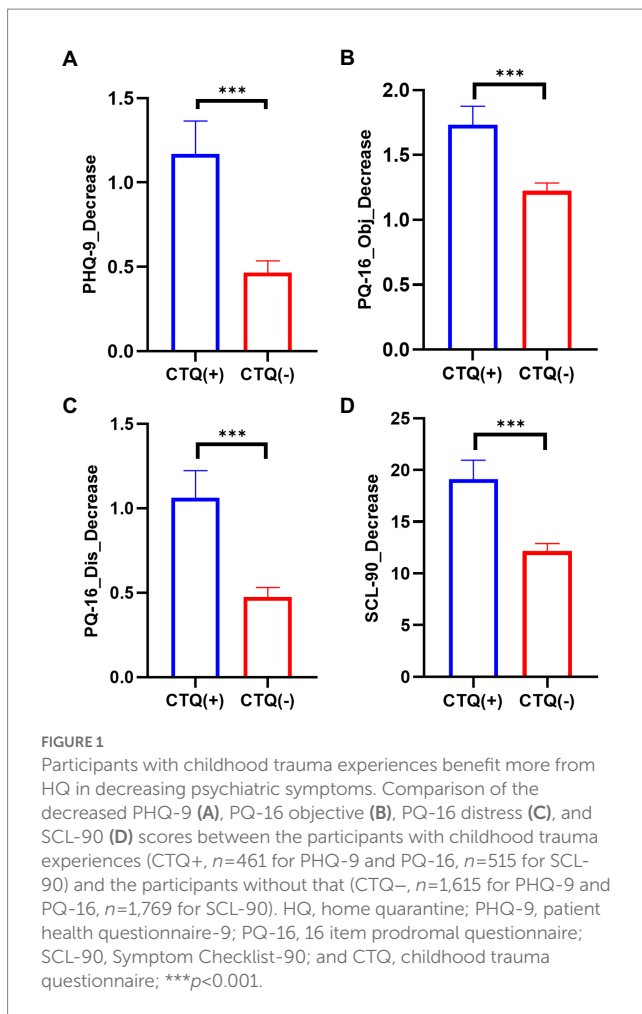 A
***
1.5
1.0
0.5
0.0
PHQ-9_Decrease
CTQ(+) CTQ(-)
B
***
2.0
1.5
1.0
0.5
0.0
PQ-16_Obj_Decrease
CTQ(+) CTQ(-)
C
***
1.5
1.0
0.5
0.0
PQ-16_Dis_Decrease
CTQ(+) CTQ(-)
D
***
25
20
15
10
5
0
SCL-90_Decrease
CTQ(+) CTQ(-)
FIGURE 1
Participants with childhood trauma experiences benefit more from
HQ in decreasing psychiatric symptoms. Comparison of the
decreased PHQ-9 (A), PQ-16 objective (B), PQ-16 distress (C), and
SCL-90 (D) scores between the participants with childhood trauma
experiences (CTQ+, n=461 for PHQ-9 and PQ-16, n=515 for SCL-
90) and the participants without that (CTQ−, n=1,615 for PHQ-9 and
PQ-16, n=1,769 for SCL-90). HQ, home quarantine; PHQ-9, patient
health questionnaire-9; PQ-16, 16 item prodromal questionnaire;
SCL-90, Symptom Checklist-90; and CTQ, childhood trauma
questionnaire; ***p<0.001.